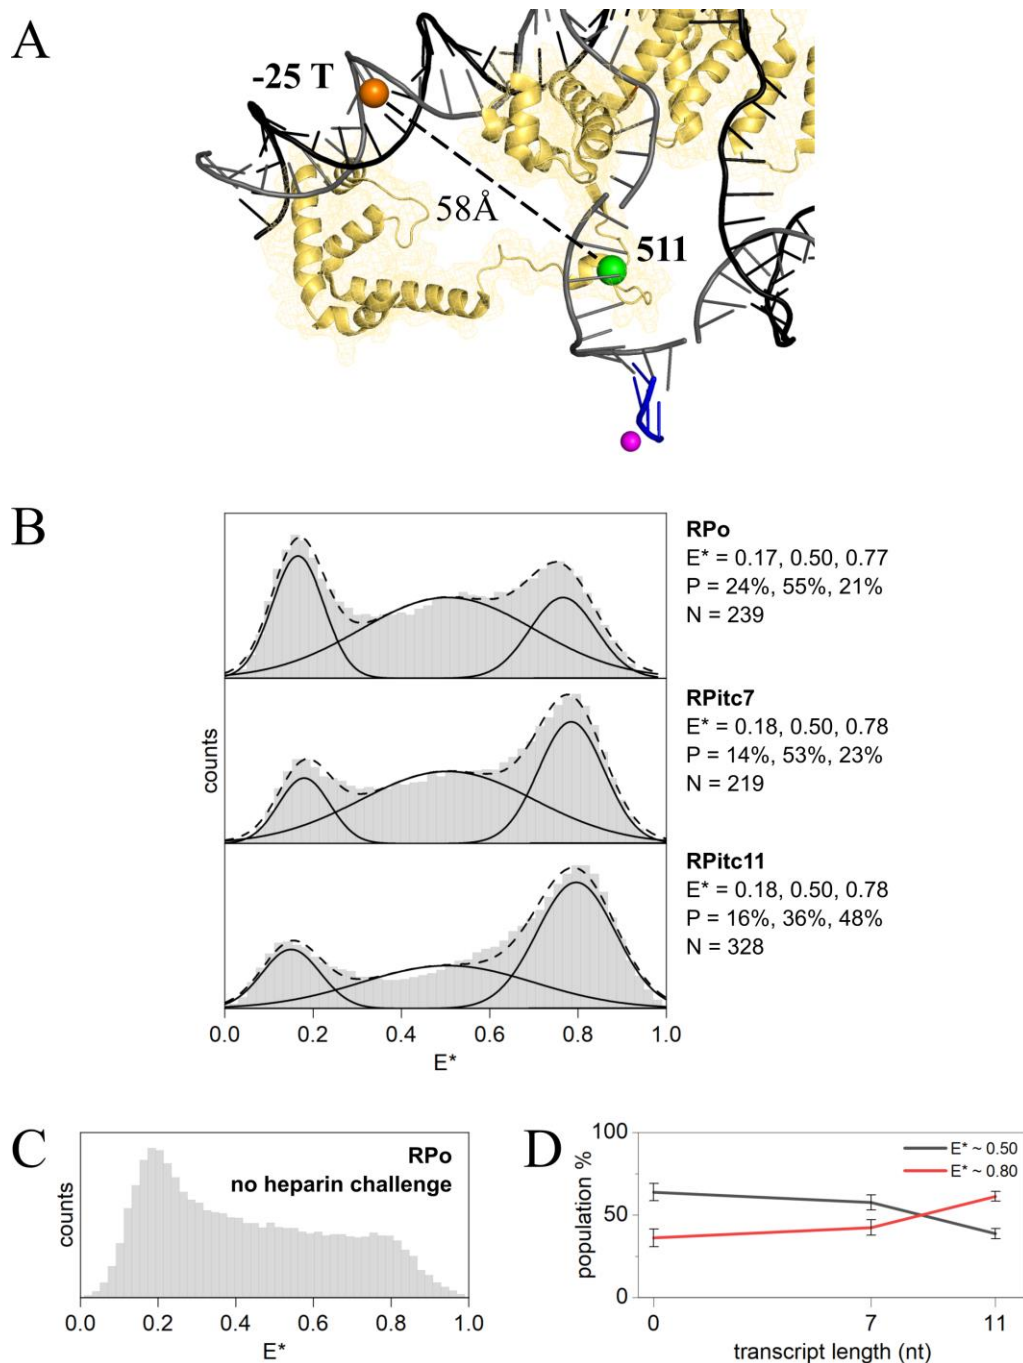 A
-25 T
58Å
511
B
RPo
E* = 0.17, 0.50, 0.77
P = 24%, 55%, 21%
N = 239
RPitc7
E* = 0.18, 0.50, 0.78
P = 14%, 53%, 23%
N = 219
RPitc11
E* = 0.18, 0.50, 0.78
P = 16%, 36%, 48%
N = 328
counts
0.0 0.2 0.4 0.6 0.8 1.0
E*
C
RPo
no heparin challenge
counts
0.0 0.2 0.4 0.6 0.8 1.0
E*
D
100
50
0
population %
E* ~ 0.50
E* ~ 0.80
0 7 11
transcript length (nt)